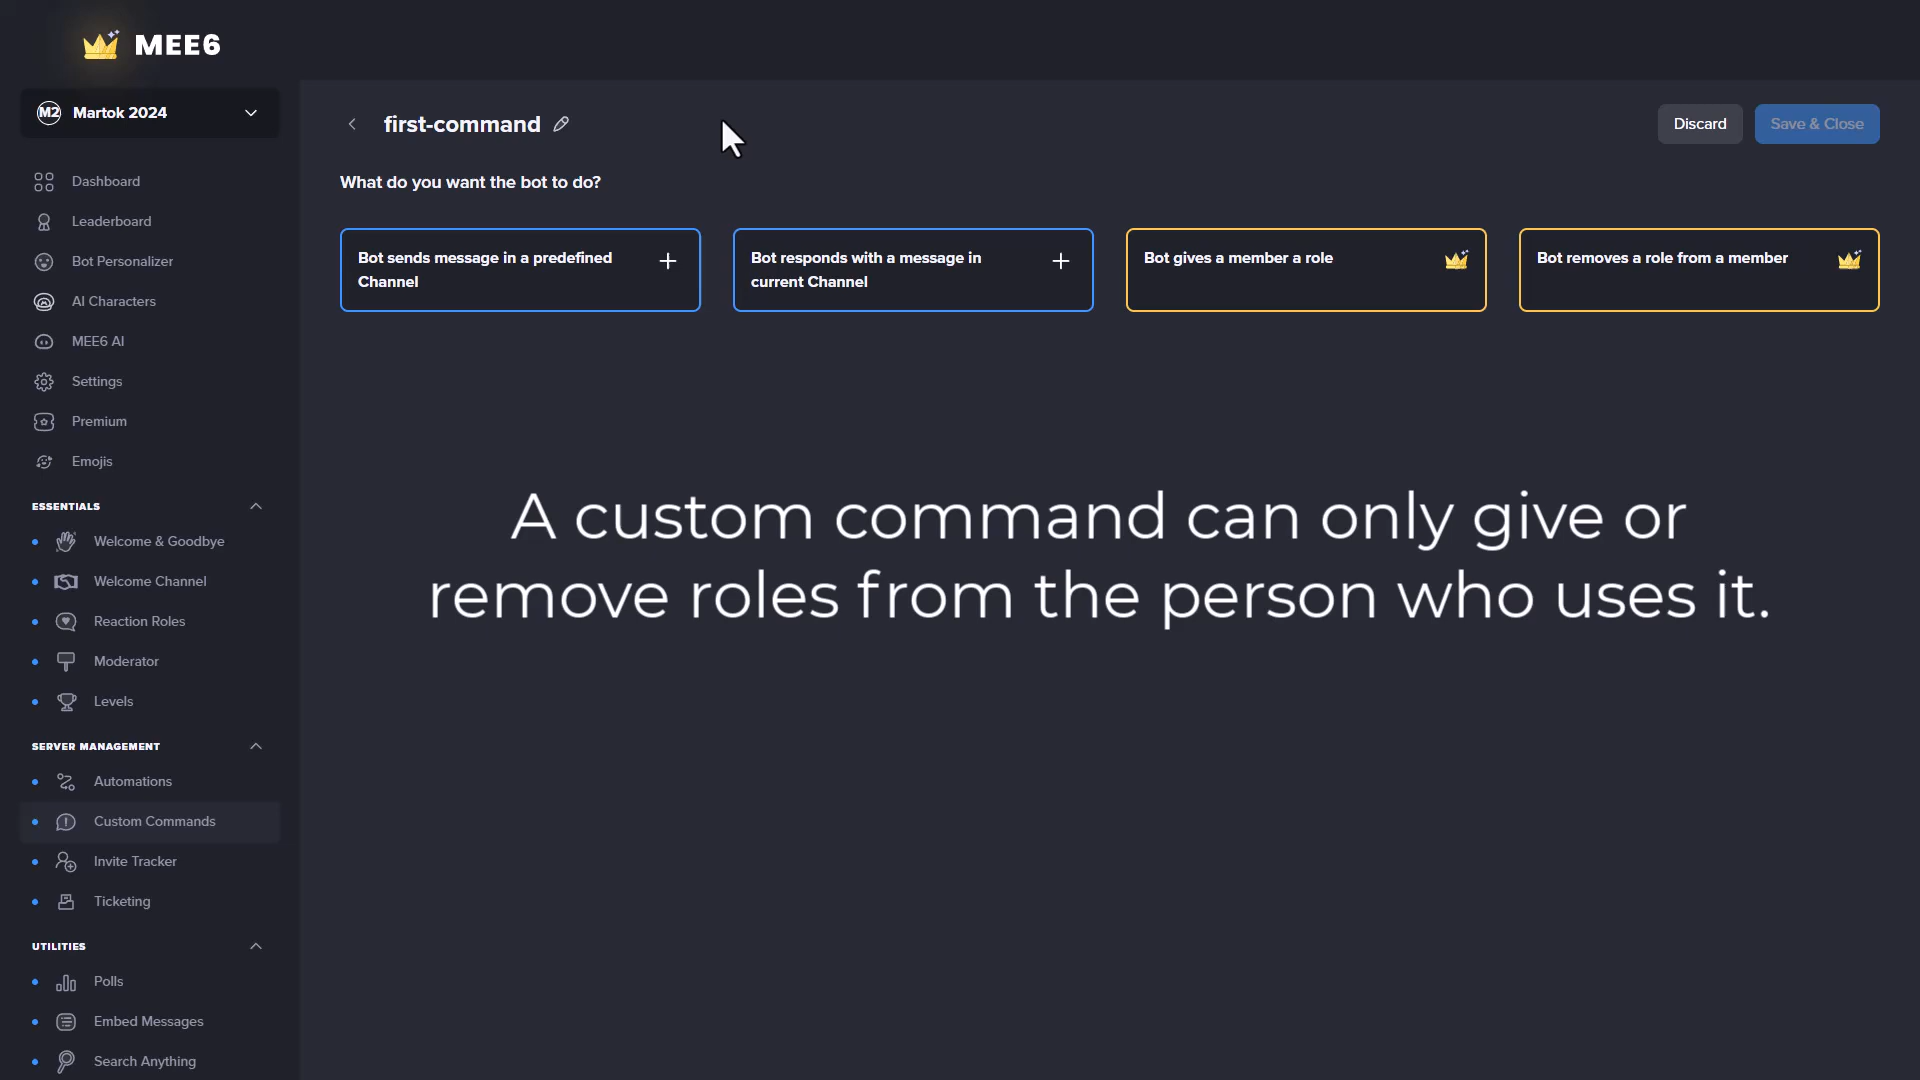 MEE6
M2 Martok 2024
Dashboard
Leaderboard
Bot Personalizer
AI Characters
MEE6 AI
Settings
Premium
Emojis
ESSENTIALS
Welcome & Goodbye
Welcome Channel
Reaction Roles
Moderator
Levels
SERVER MANAGEMENT
Automations
Custom Commands
Invite Tracker
Ticketing
UTILITIES
Polls
Embed Messages
Search Anything
first-command
Discard
Save & Close
What do you want the bot to do?
Bot sends message in a predefined
Channel
Bot responds with a message in
current Channel
Bot gives a member a role
Bot removes a role from a member
A custom command can only give or
remove roles from the person who uses it.